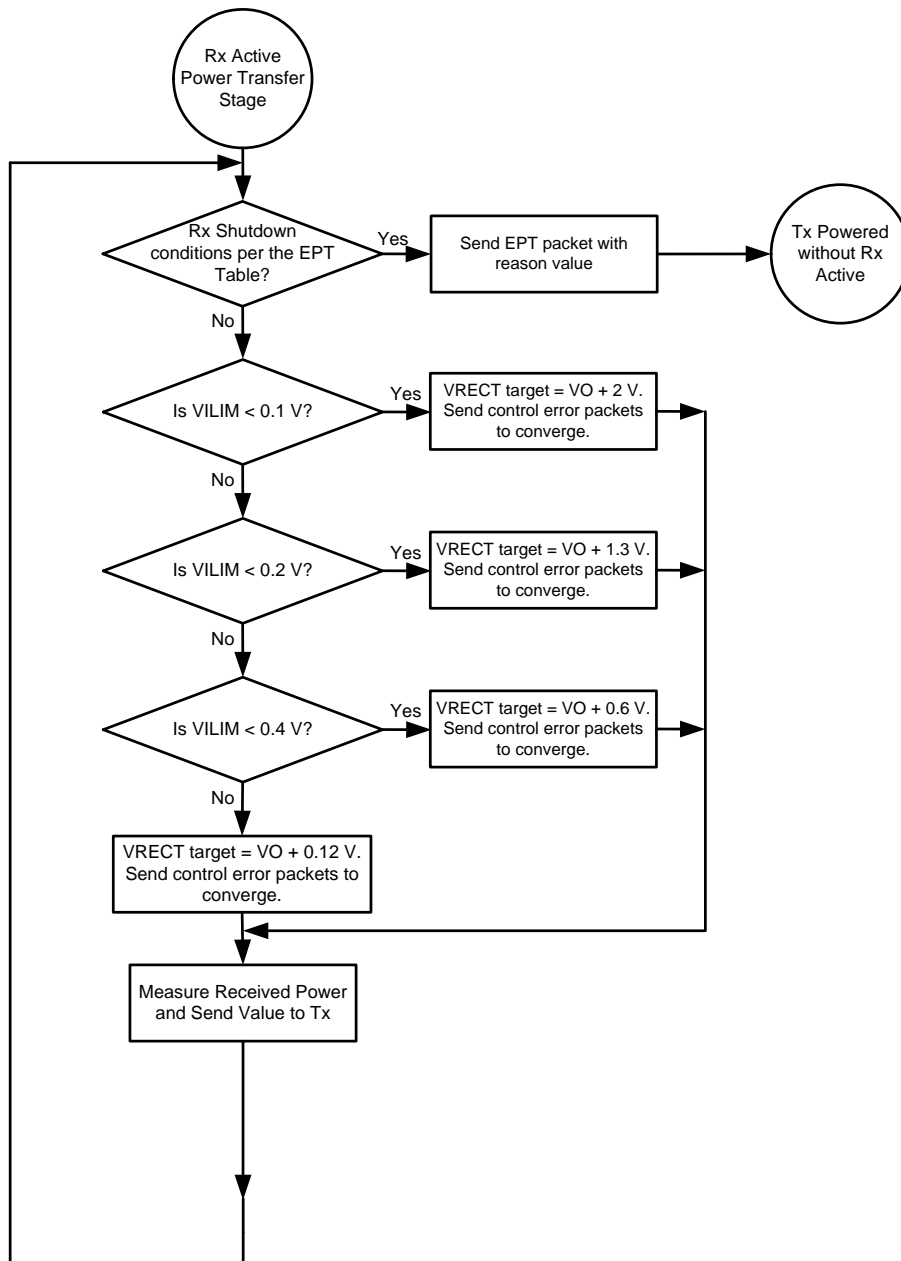 Rx Active
Power Transfer
Stage
Rx Shutdown
conditions per the EPT
Table?
Yes
Send EPT packet with
reason value
Tx Powered
without Rx
Active
No
Is VILIM < 0.1 V?
Yes
VRECT target = VO + 2 V.
Send control error packets
to converge.
No
Is VILIM < 0.2 V?
Yes
VRECT target = VO + 1.3 V.
Send control error packets
to converge.
No
Is VILIM < 0.4 V?
Yes
VRECT target = VO + 0.6 V.
Send control error packets
to converge.
No
VRECT target = VO + 0.12 V.
Send control error packets to
converge.
Measure Received Power
and Send Value to Tx